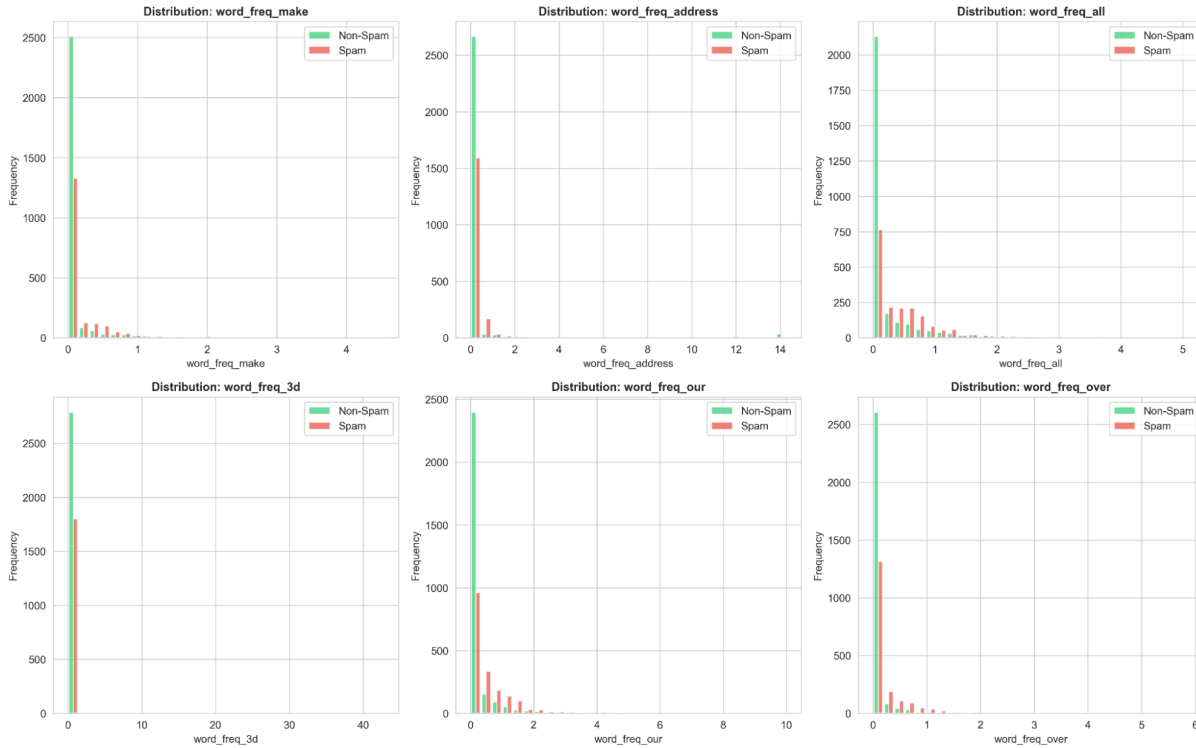 Distribution: word_freq_make
Non-Spam
Spam
Frequency
2500
2000
1500
1000
500
0
0 1 2 3 4
word_freq_make
Distribution: word_freq_address
Non-Spam
Spam
Frequency
2500
2000
1500
1000
500
0
0 2 4 6 8 10 12 14
word_freq_address
Distribution: word_freq_all
Non-Spam
Spam
Frequency
2000
1750
1500
1250
1000
750
500
250
0
0 1 2 3 4 5
word_freq_all
Distribution: word_freq_3d
Non-Spam
Spam
Frequency
2500
2000
1500
1000
500
0
0 10 20 30 40
word_freq_3d
Distribution: word_freq_our
Non-Spam
Spam
Frequency
2500
2000
1500
1000
500
0
0 2 4 6 8 10
word_freq_our
Distribution: word_freq_over
Non-Spam
Spam
Frequency
2500
2000
1500
1000
500
0
0 1 2 3 4 5 6
word_freq_over